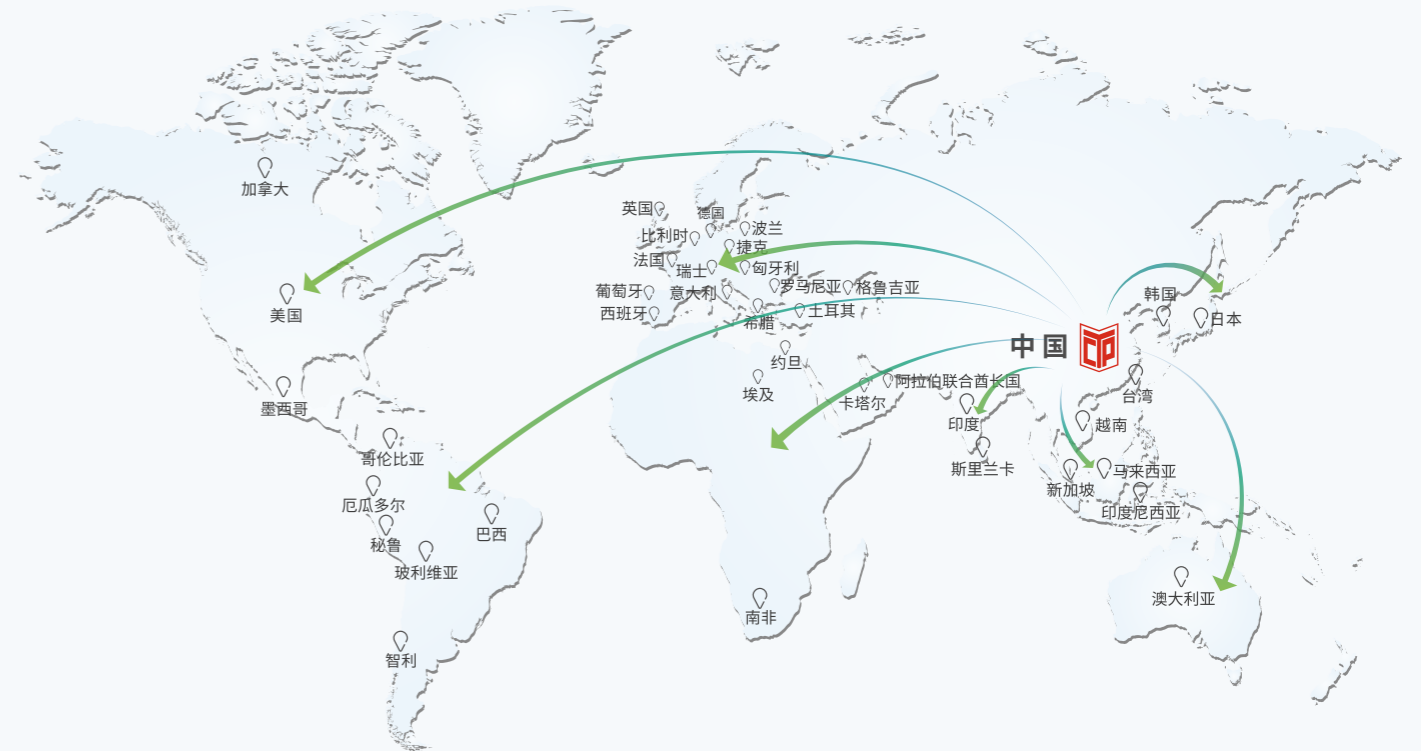 加拿大
英国
德国
波兰
比利时
捷克
法国
瑞士
匈牙利
葡萄牙
意大利
罗马尼亚
格鲁吉亚
韩国
美国
西班牙
希腊
土耳其
日本
中国
约旦
墨西哥
埃及
卡塔尔
阿拉伯联合酋长国
台湾
印度
越南
哥伦比亚
斯里兰卡
马来西亚
新加坡
厄瓜多尔
印度尼西亚
巴西
秘鲁
玻利维亚
澳大利亚
南非
智利